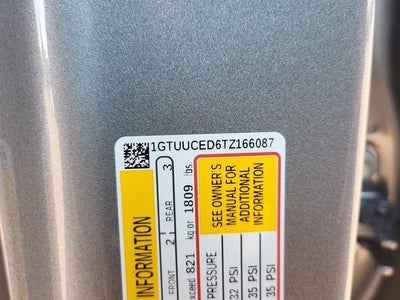 1GTUUCED6TZ166087
INFORMATION
FRONT 2 REAR 3
exceed 821 kg or 1809 lbs
SEE OWNER'S
MANUAL FOR
ADDITIONAL
INFORMATION
PRESSURE
32 PSI
35 PSI
35 PSI